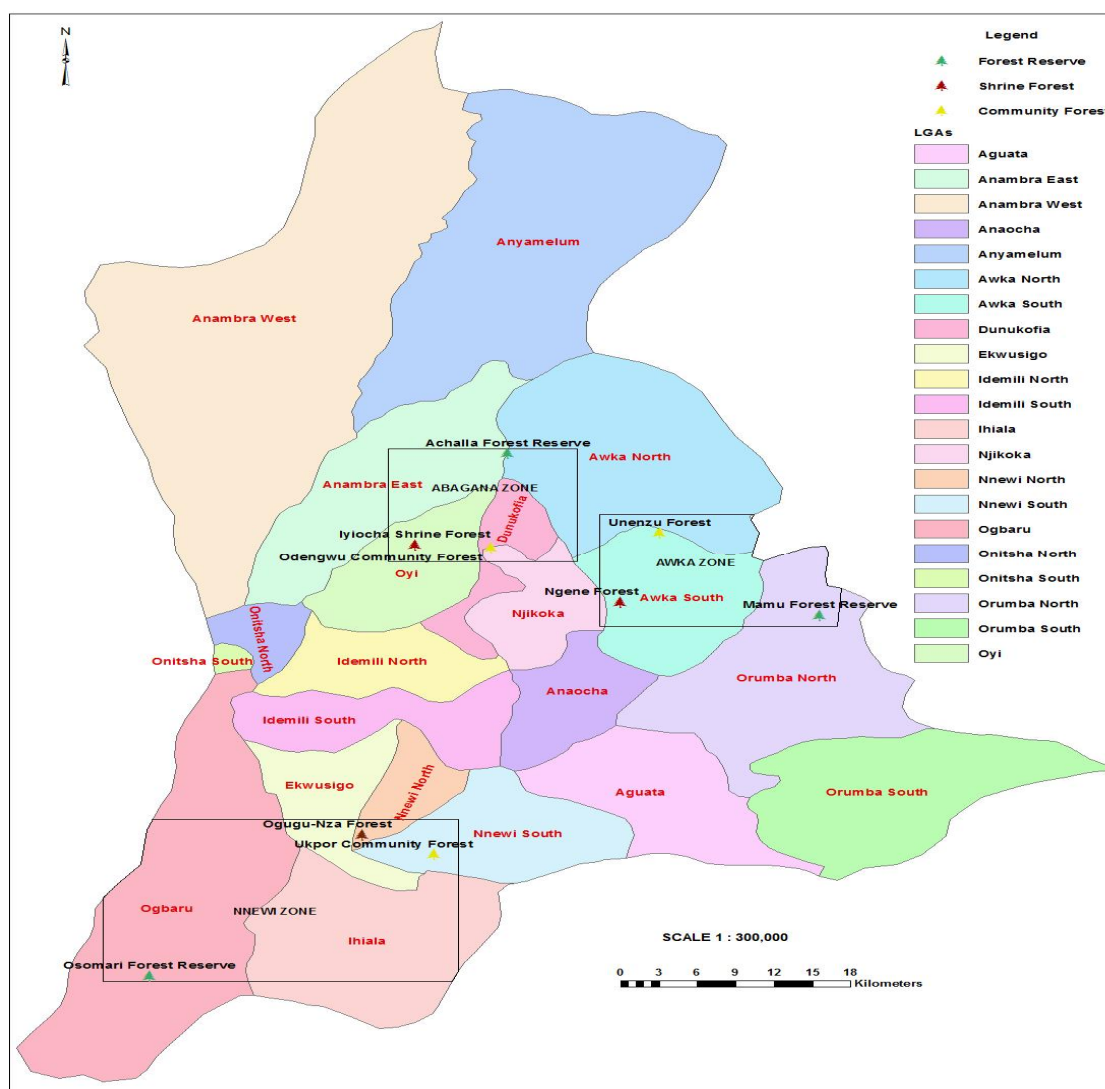 N
S
Legend
Forest Reserve
Shrine Forest
Community Forest
LGAs
Aguata
Anambra East
Anambra West
Anaocha
Anyamelum
Awka North
Awka South
Dunukofia
Ekwusigo
Idemili North
Idemili South
Ihiala
Njikoka
Nnewi North
Nnewi South
Ogbaru
Onitsha North
Onitsha South
Orumba North
Orumba South
Oyi
Anyamelum
Anambra West
Achalla Forest Reserve
Awka North
Anambra East
ABAGANA ZONE
Dunukofia
Unenzu Forest
Iyiocha Shrine Forest
Odengwu Community Forest
AWKA ZONE
Oyi
Ngene Forest
Awka South
Njikoka
Mamu Forest Reserve
Onitsha North
Onitsha South
Idemili North
Orumba North
Anaocha
Idemili South
Ekwusigo
Nnewi North
Aguata
Orumba South
Ogugu-Nza Forest
Nnewi South
Ukpor Community Forest
Ogbaru
NNEWI ZONE
Ihiala
Osomari Forest Reserve
SCALE 1 : 300,000
0 3 6 9 12 15 18
Kilometers